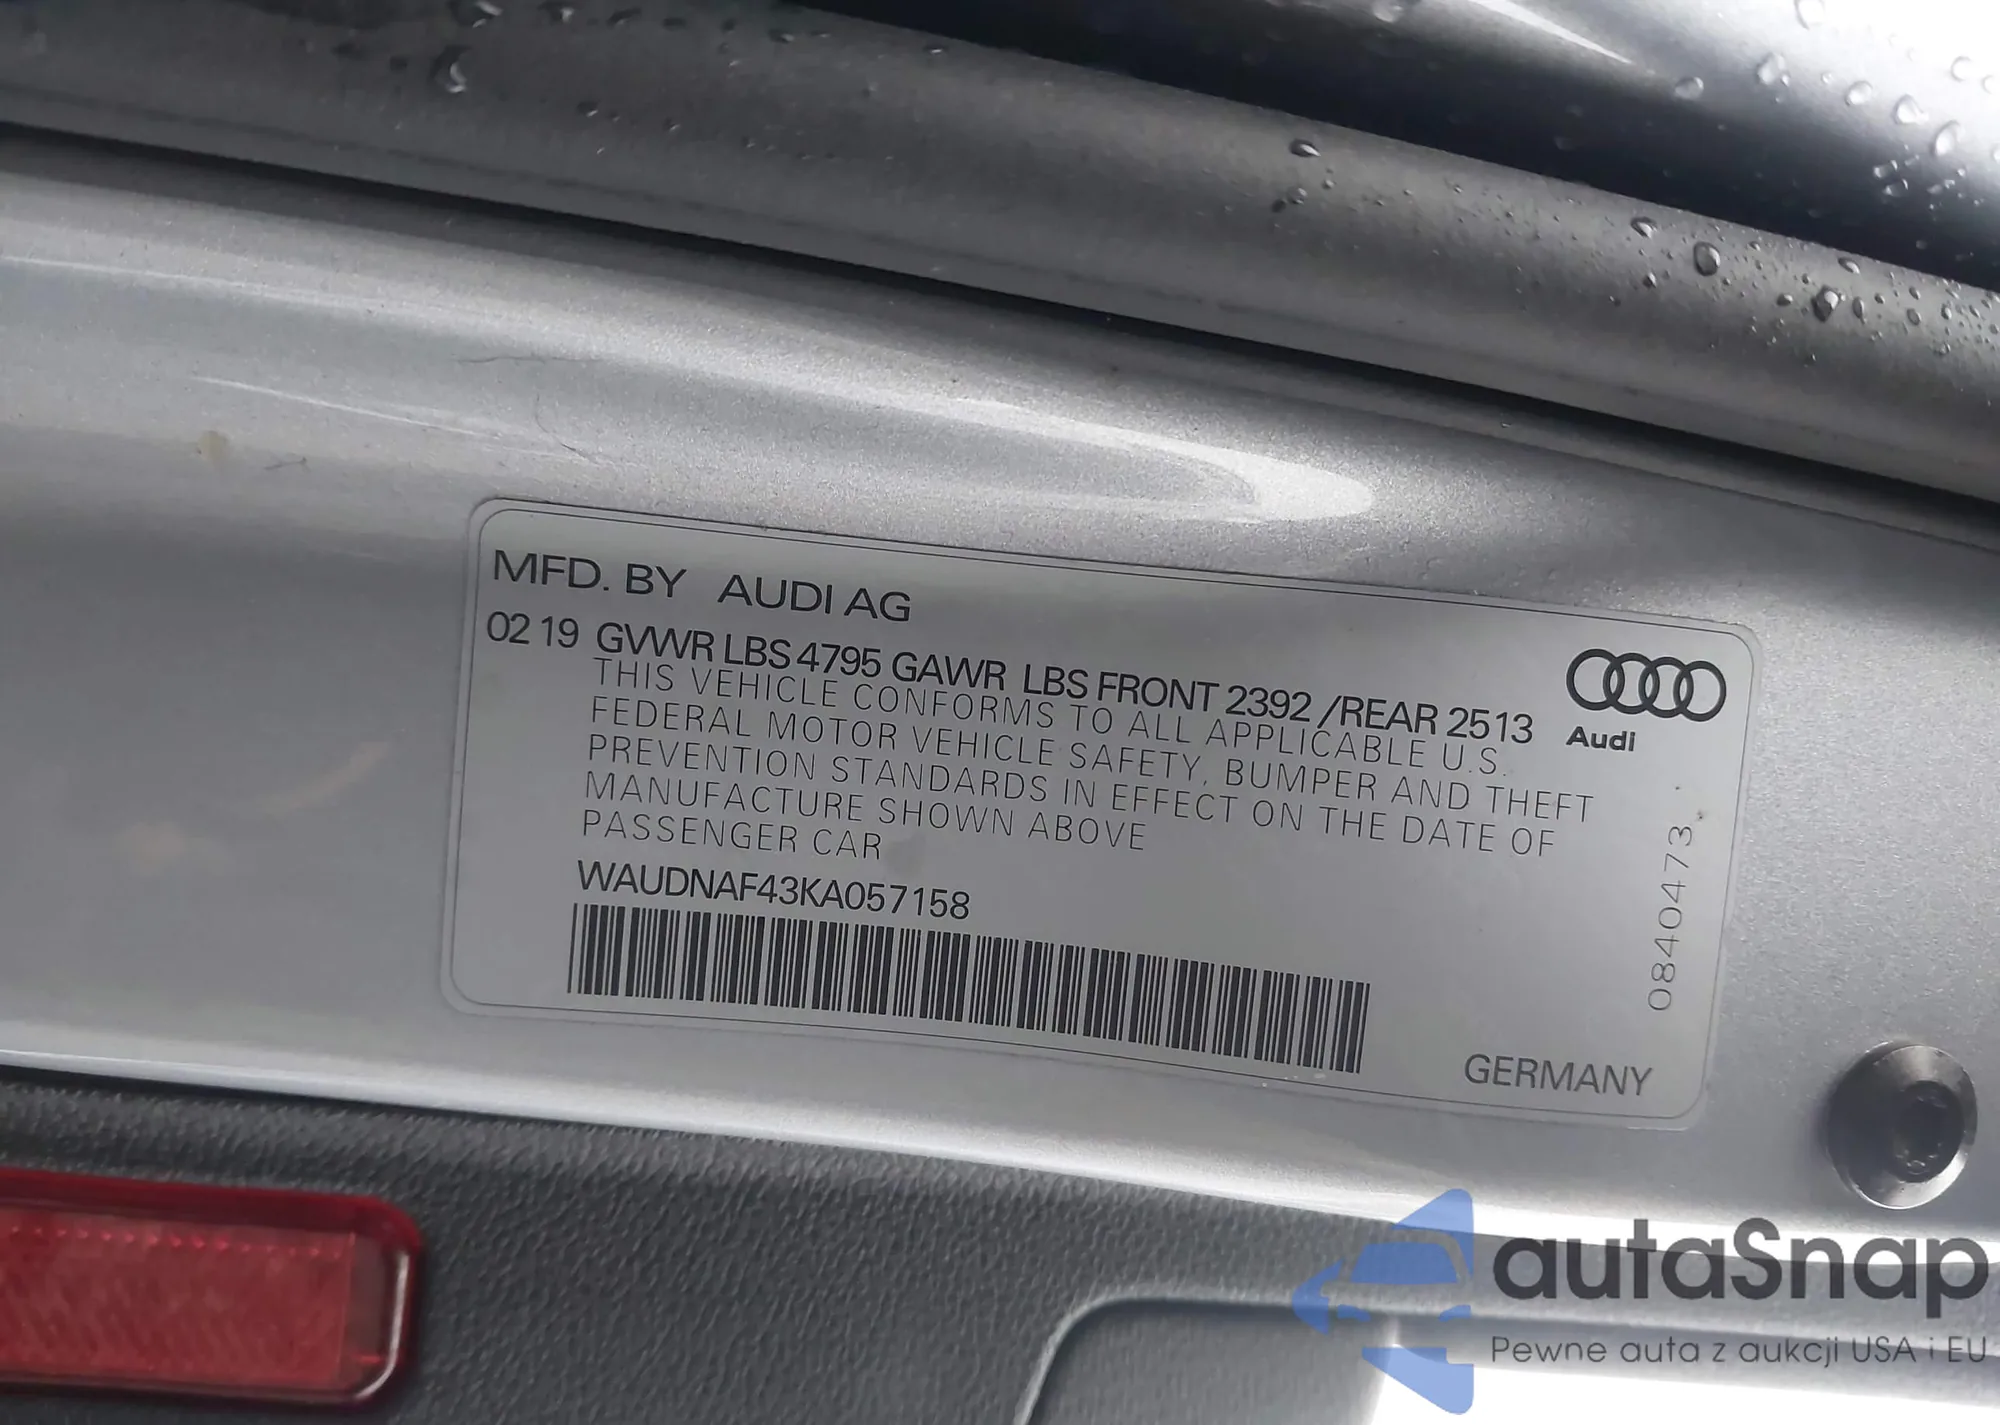 MFD. BY AUDI AG
02 19 GVWR LBS 4795 GAWR LBS FRONT 2392 /REAR 2513
THIS VEHICLE CONFORMS TO ALL APPLICABLE U.S.
FEDERAL MOTOR VEHICLE SAFETY, BUMPER AND THEFT
PREVENTION STANDARDS IN EFFECT ON THE DATE OF
MANUFACTURE SHOWN ABOVE
PASSENGER CAR
WAUDNAF43KA057158
Audi
0840473
GERMANY
autaSnap
Pewne auta z aukcji USA i EU